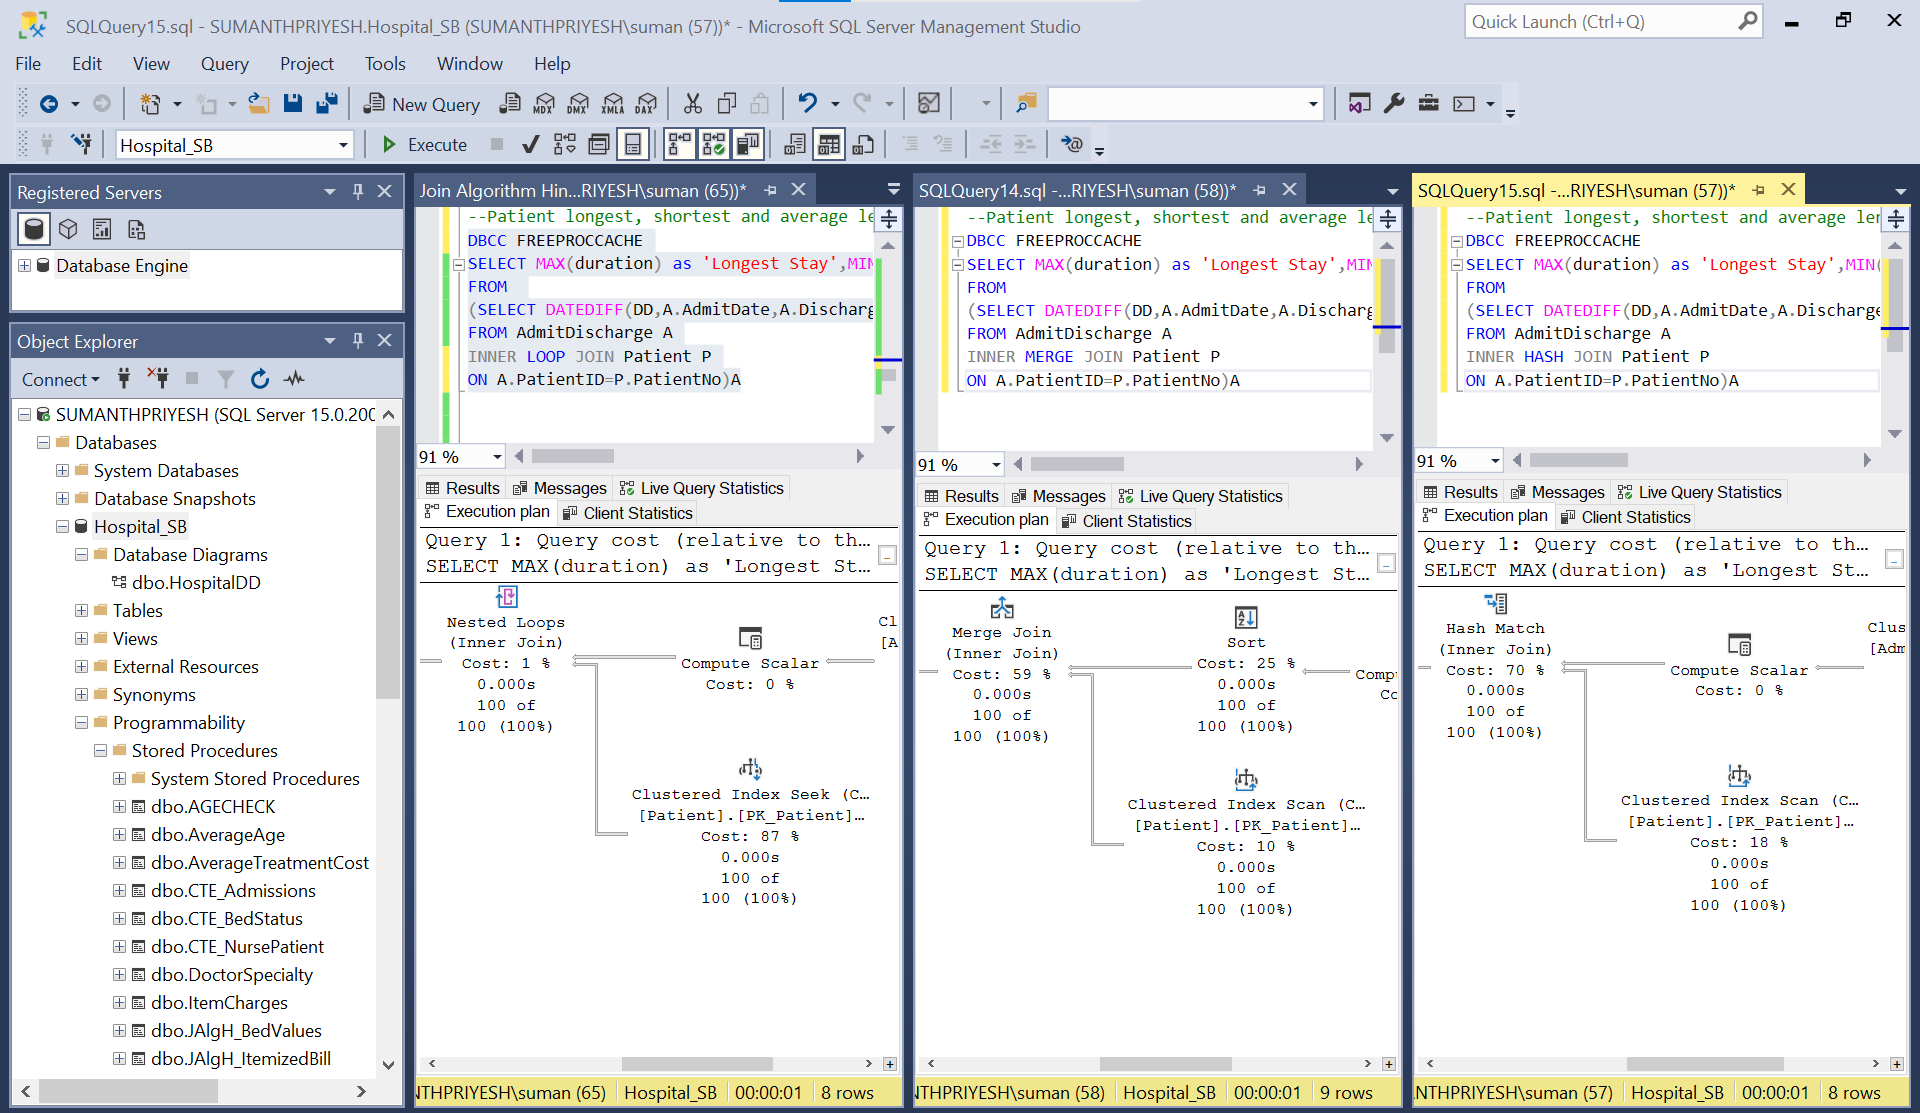 SQLQuery15.sql - SUMANTHPRIYESH.Hospital_SB (SUMANTHPRIYESH\suman (57))* - Microsoft SQL Server Management Studio
Quick Launch (Ctrl+Q)
File Edit View Query Project Tools Window Help
New Query MDX DMX XMLA DAX
Hospital_SB Execute
Registered Servers
Database Engine
Object Explorer
Connect
SUMANTHPRIYESH (SQL Server 15.0.200
Databases
System Databases
Database Snapshots
Hospital_SB
Database Diagrams
dbo.HospitalDD
Tables
Views
External Resources
Synonyms
Programmability
Stored Procedures
System Stored Procedures
dbo.AGECHECK
dbo.AverageAge
dbo.AverageTreatmentCost
dbo.CTE_Admissions
dbo.CTE_BedStatus
dbo.CTE_NursePatient
dbo.DoctorSpecialty
dbo.ItemCharges
dbo.JAlgH_BedValues
dbo.JAlgH_ItemizedBill
Join Algorithm Hin...RIYESH\suman (65))*
--Patient longest, shortest and average le
DBCC FREEPROCCACHE
SELECT MAX(duration) as 'Longest Stay',MIN
FROM
(SELECT DATEDIFF(DD,A.AdmitDate,A.Discharg
FROM AdmitDischarge A
INNER LOOP JOIN Patient P
ON A.PatientID=P.PatientNo)A
91 %
Results Messages Live Query Statistics
Execution plan Client Statistics
Query 1: Query cost (relative to th...
SELECT MAX(duration) as 'Longest St...
Nested Loops
(Inner Join)
Cost: 1 %
0.000s
100 of
100 (100%)
Compute Scalar
Cost: 0 %
Cl
[A
Clustered Index Seek (C...
[Patient].[PK_Patient]...
Cost: 87 %
0.000s
100 of
100 (100%)
NTHPRIYESH\suman (65) Hospital_SB 00:00:01 8 rows
SQLQuery14.sql -...RIYESH\suman (58))*
--Patient longest, shortest and average le
DBCC FREEPROCCACHE
SELECT MAX(duration) as 'Longest Stay',MIN
FROM
(SELECT DATEDIFF(DD,A.AdmitDate,A.Discharg
FROM AdmitDischarge A
INNER MERGE JOIN Patient P
ON A.PatientID=P.PatientNo)A
91 %
Results Messages Live Query Statistics
Execution plan Client Statistics
Query 1: Query cost (relative to th...
SELECT MAX(duration) as 'Longest St...
Merge Join
(Inner Join)
Cost: 59 %
0.000s
100 of
100 (100%)
Sort
Cost: 25 %
0.000s
100 of
100 (100%)
Compu
Co
Clustered Index Scan (C...
[Patient].[PK_Patient]...
Cost: 10 %
0.000s
100 of
100 (100%)
NTHPRIYESH\suman (58) Hospital_SB 00:00:01 9 rows
SQLQuery15.sql -...RIYESH\suman (57))*
--Patient longest, shortest and average len
DBCC FREEPROCCACHE
SELECT MAX(duration) as 'Longest Stay',MIN(
FROM
(SELECT DATEDIFF(DD,A.AdmitDate,A.Discharge
FROM AdmitDischarge A
INNER HASH JOIN Patient P
ON A.PatientID=P.PatientNo)A
91 %
Results Messages Live Query Statistics
Execution plan Client Statistics
Query 1: Query cost (relative to th...
SELECT MAX(duration) as 'Longest St...
Hash Match
(Inner Join)
Cost: 70 %
0.000s
100 of
100 (100%)
Compute Scalar
Cost: 0 %
Clus
[Adm
Clustered Index Scan (C...
[Patient].[PK_Patient]...
Cost: 18 %
0.000s
100 of
100 (100%)
NTHPRIYESH\suman (57) Hospital_SB 00:00:01 8 rows